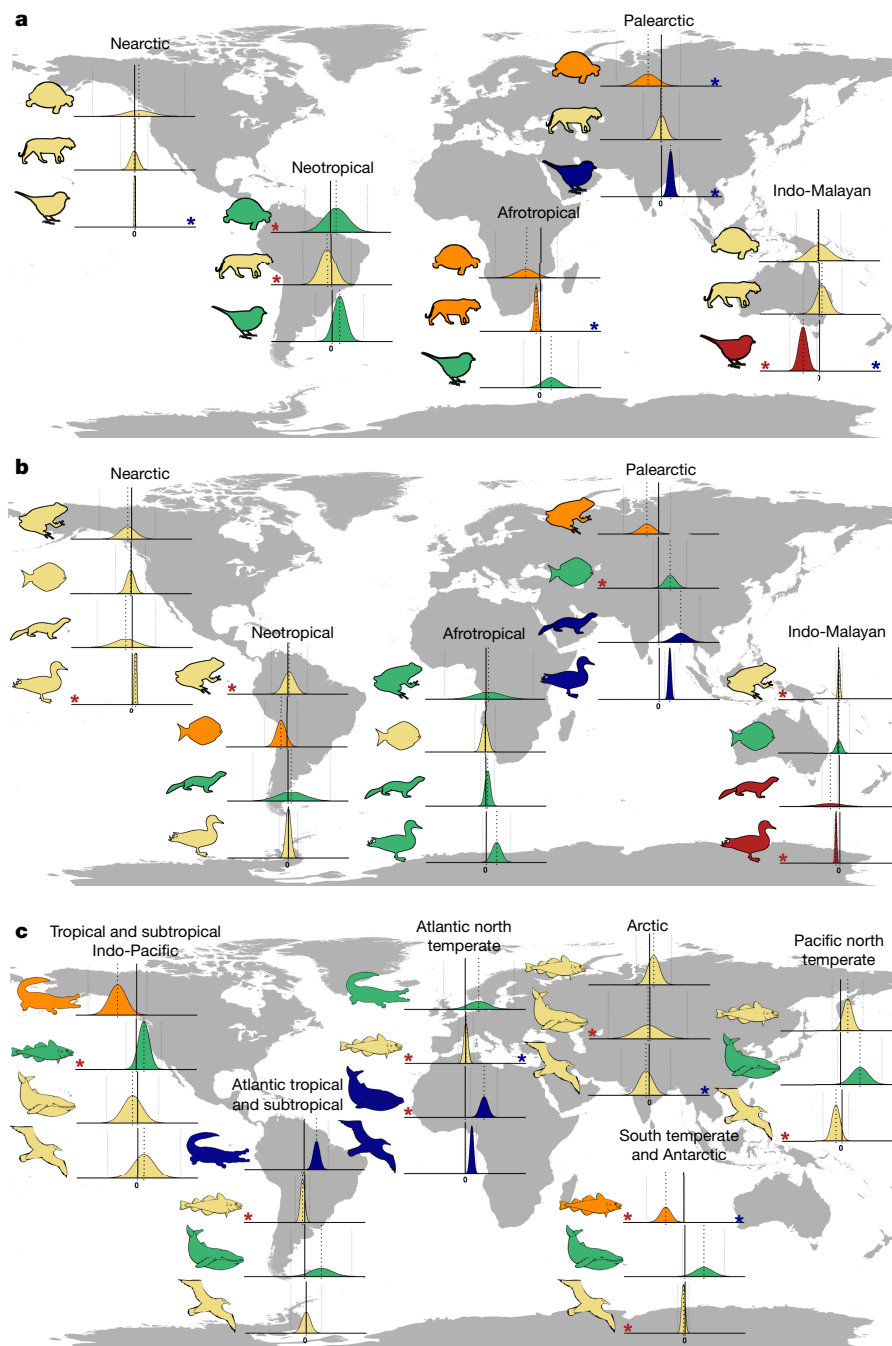 a
Nearctic
Palearctic
Neotropical
Afrotropical
Indo-Malayan
*
*
*
*
*
*
*
*
0
0
0
0
0
b
Nearctic
Palearctic
Neotropical
Afrotropical
Indo-Malayan
*
*
*
*
*
0
0
0
0
0
c
Tropical and subtropical
Indo-Pacific
Atlantic north
temperate
Arctic
Pacific north
temperate
Atlantic tropical
and subtropical
South temperate
and Antarctic
*
*
*
*
*
*
*
*
*
*
*
0
0
0
0
0
0